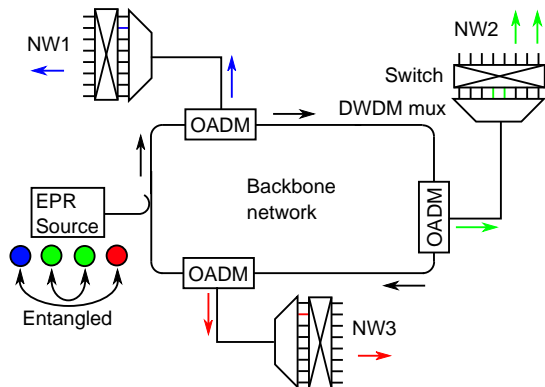 NW1
NW2
Switch
DWDM mux
OADM
Backbone
network
OADM
EPR
Source
OADM
Entangled
NW3